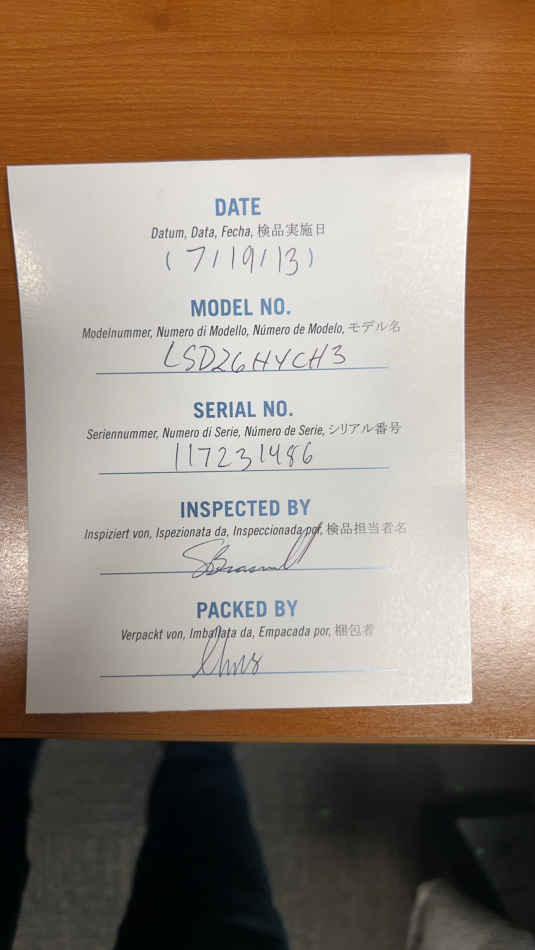 DATE
Datum, Data, Fecha, 検品実施日
( 7 / 19 / 13 )
MODEL NO.
Modelnummer, Numero di Modello, Número de Modelo, モデル名
LSD26H4CH3
SERIAL NO.
Seriennummer, Numero di Serie, Número de Serie, シリアル番号
117231486
INSPECTED BY
Inspiziert von, Ispezionata da, Inspeccionada por, 検品担当者名
PACKED BY
Verpackt von, Imballata da, Empacada por, 梱包者
Chris